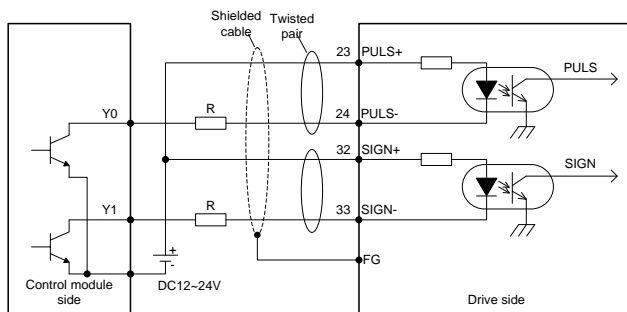 Shielded
cable
Twisted
pair
23 PULS+
PULS
Y0
R
24 PULS-
32 SIGN+
SIGN
Y1
R
33 SIGN-
+
-
FG
Control module
side
DC12~24V
Drive side